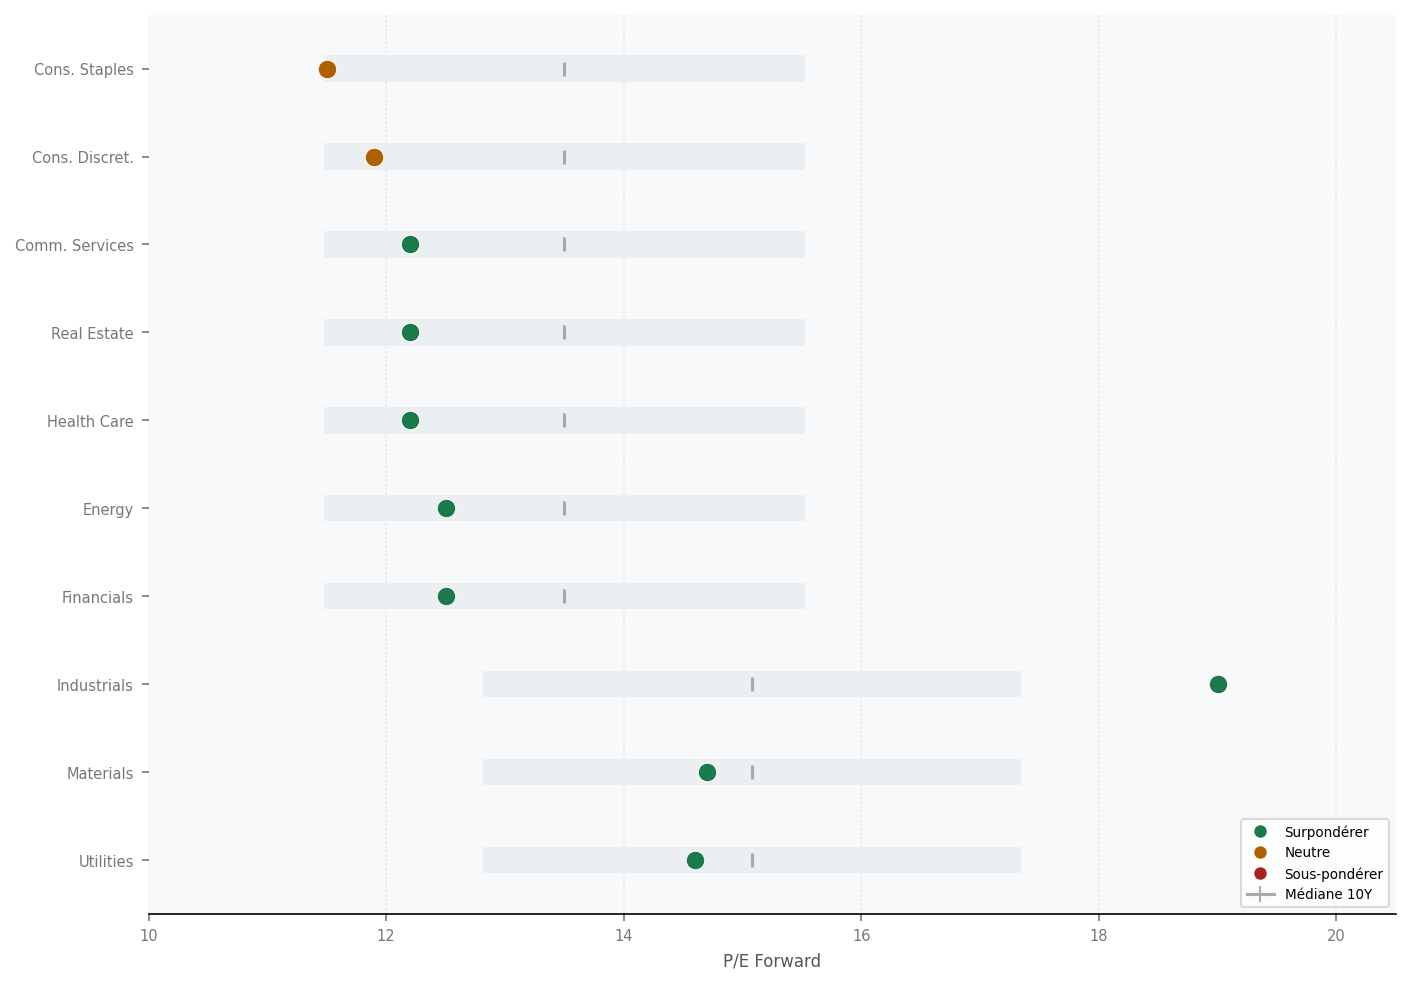 Cons. Staples
Cons. Discret.
Comm. Services
Real Estate
Health Care
Energy
Financials
Industrials
Materials
Utilities
Surpondérer
Neutre
Sous-pondérer
Médiane 10Y
10 12 14 16 18 20
P/E Forward